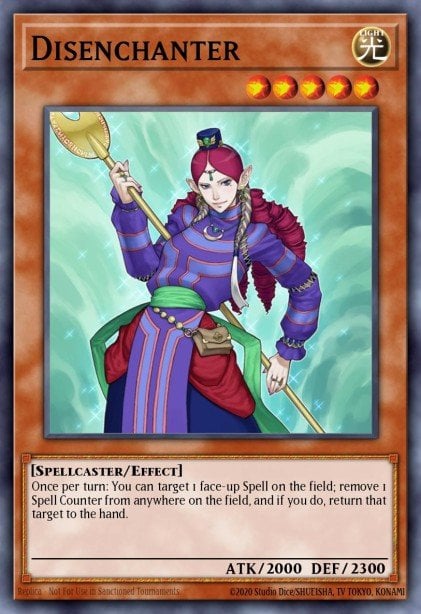 Disenchanter
LIGHT
光
[Spellcaster/Effect]
Once per turn: You can target 1 face-up Spell on the field; remove 1
Spell Counter from anywhere on the field, and if you do, return that
target to the hand.
ATK/2000 DEF/2300
Replica - Not For Use in Sanctioned Tournaments
©2020 Studio Dice/SHUEISHA, TV TOKYO, KONAMI